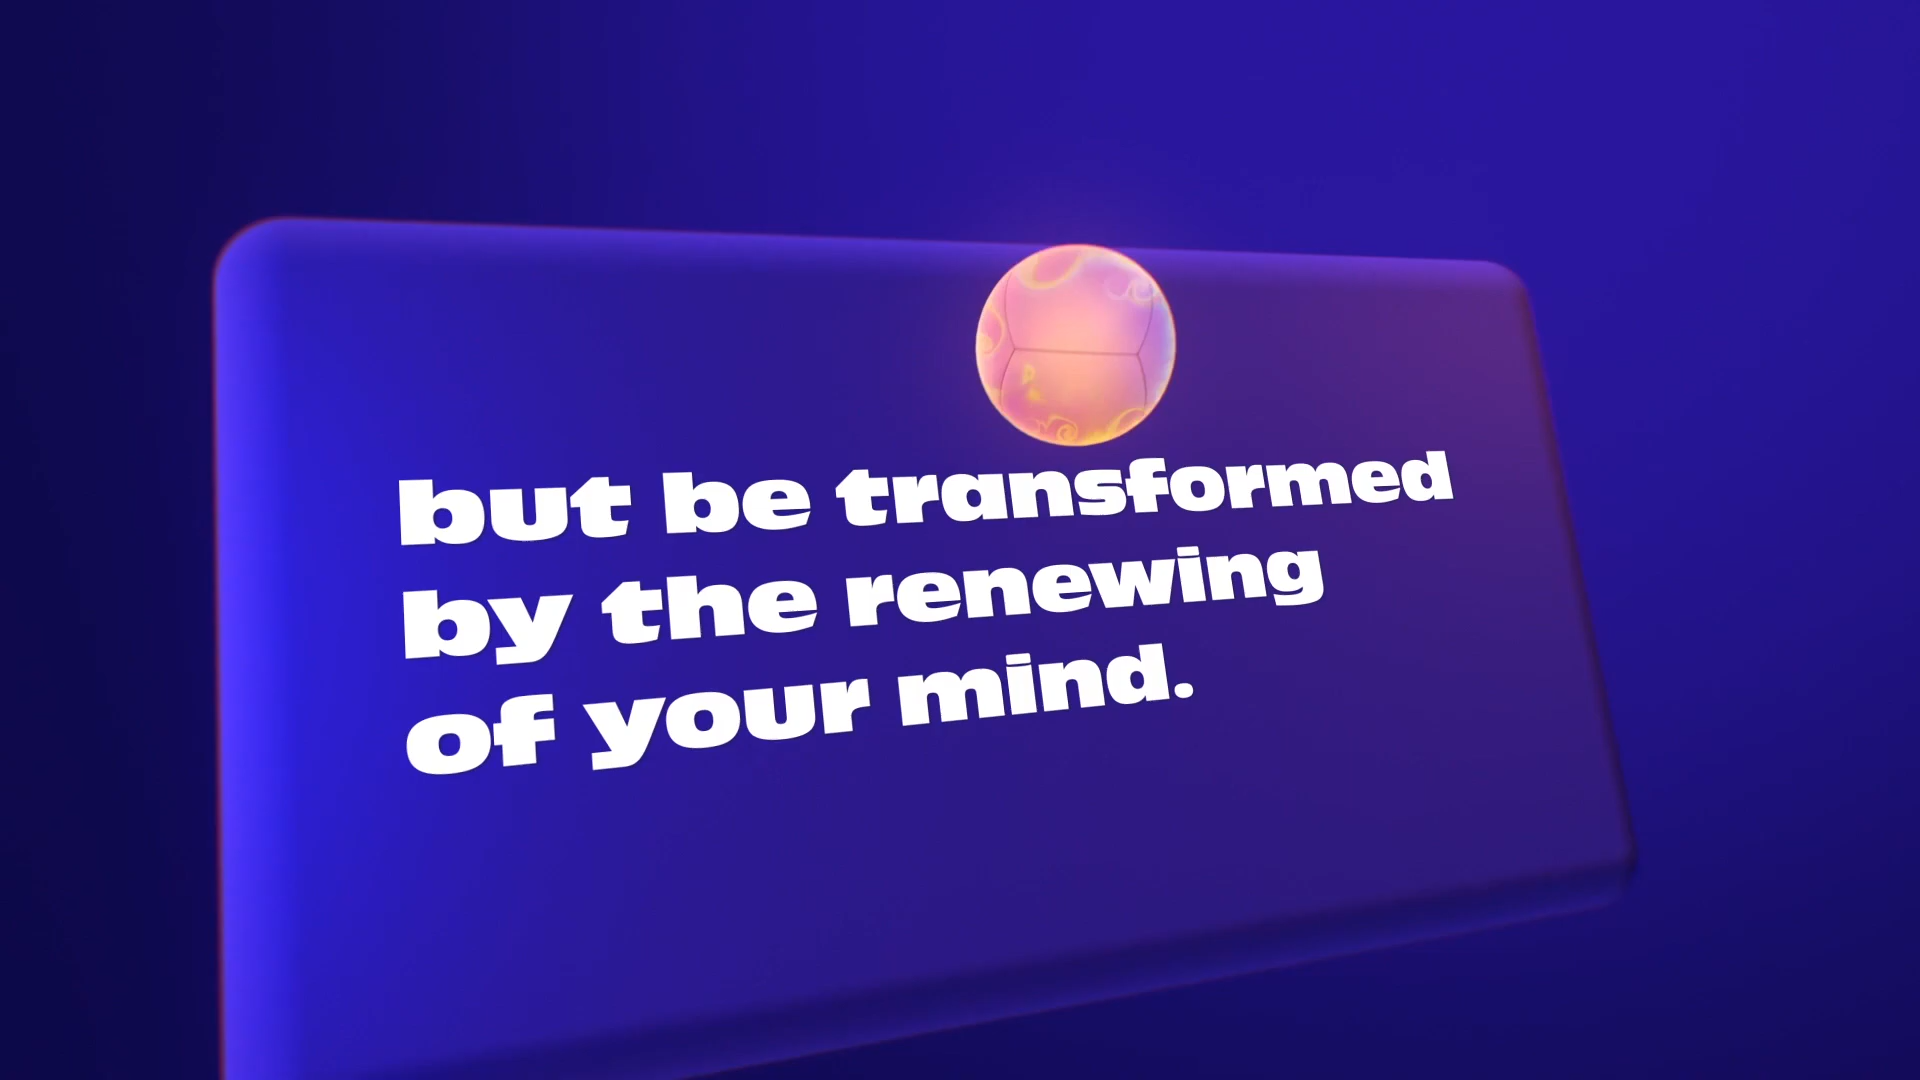 but be transformed
by the renewing
of your mind.